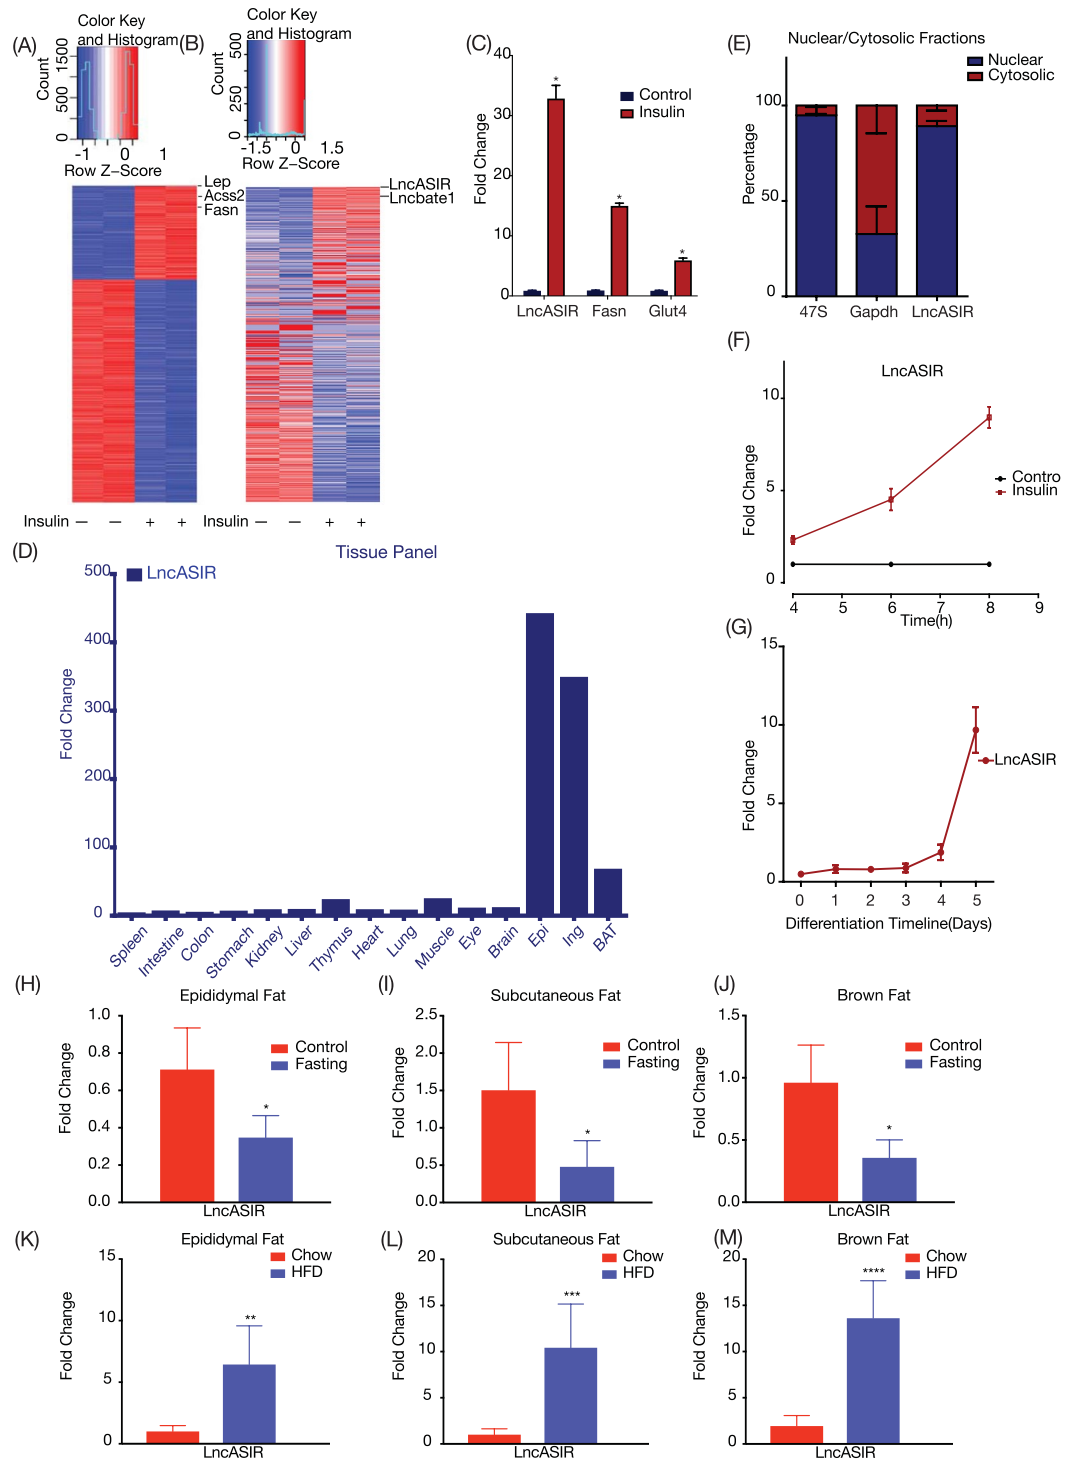 (A)
Color Key
and Histogram
Count
1500
500
0
-1 0 1
Row Z-Score
Lep
Acss2
Fasn
Insulin — — + +
(B)
Color Key
and Histogram
Count
500
250
0
-1.5 0 1.5
Row Z-Score
LncASIR
Lncbate1
Insulin — — + +
(C)
Fold Change
40
30
20
10
0
Control
Insulin
*
*
*
LncASIR Fasn Glut4
(E)
Nuclear/Cytosolic Fractions
Nuclear
Cytosolic
Percentage
100
50
0
47S Gapdh LncASIR
(F)
LncASIR
Fold Change
10
5
0
Contro
Insulin
4 5 6 7 8 9
Time(h)
(D)
Tissue Panel
LncASIR
Fold Change
500
400
300
200
100
0
Spleen Intestine Colon Stomach Kidney Liver Thymus Heart Lung Muscle Eye Brain Epi Ing BAT
(G)
Fold Change
15
10
5
0
LncASIR
0 1 2 3 4 5
Differentiation Timeline(Days)
(H)
Epididymal Fat
Fold Change
1.0
0.8
0.6
0.4
0.2
0.0
Control
Fasting
*
LncASIR
(I)
Subcutaneous Fat
Fold Change
2.5
2.0
1.5
1.0
0.5
0.0
Control
Fasting
*
LncASIR
(J)
Brown Fat
Fold Change
1.5
1.0
0.5
0.0
Control
Fasting
*
LncASIR
(K)
Epididymal Fat
Fold Change
15
10
5
0
Chow
HFD
**
LncASIR
(L)
Subcutaneous Fat
Fold Change
20
15
10
5
0
Chow
HFD
***
LncASIR
(M)
Brown Fat
Fold Change
20
15
10
5
0
Chow
HFD
****
LncASIR